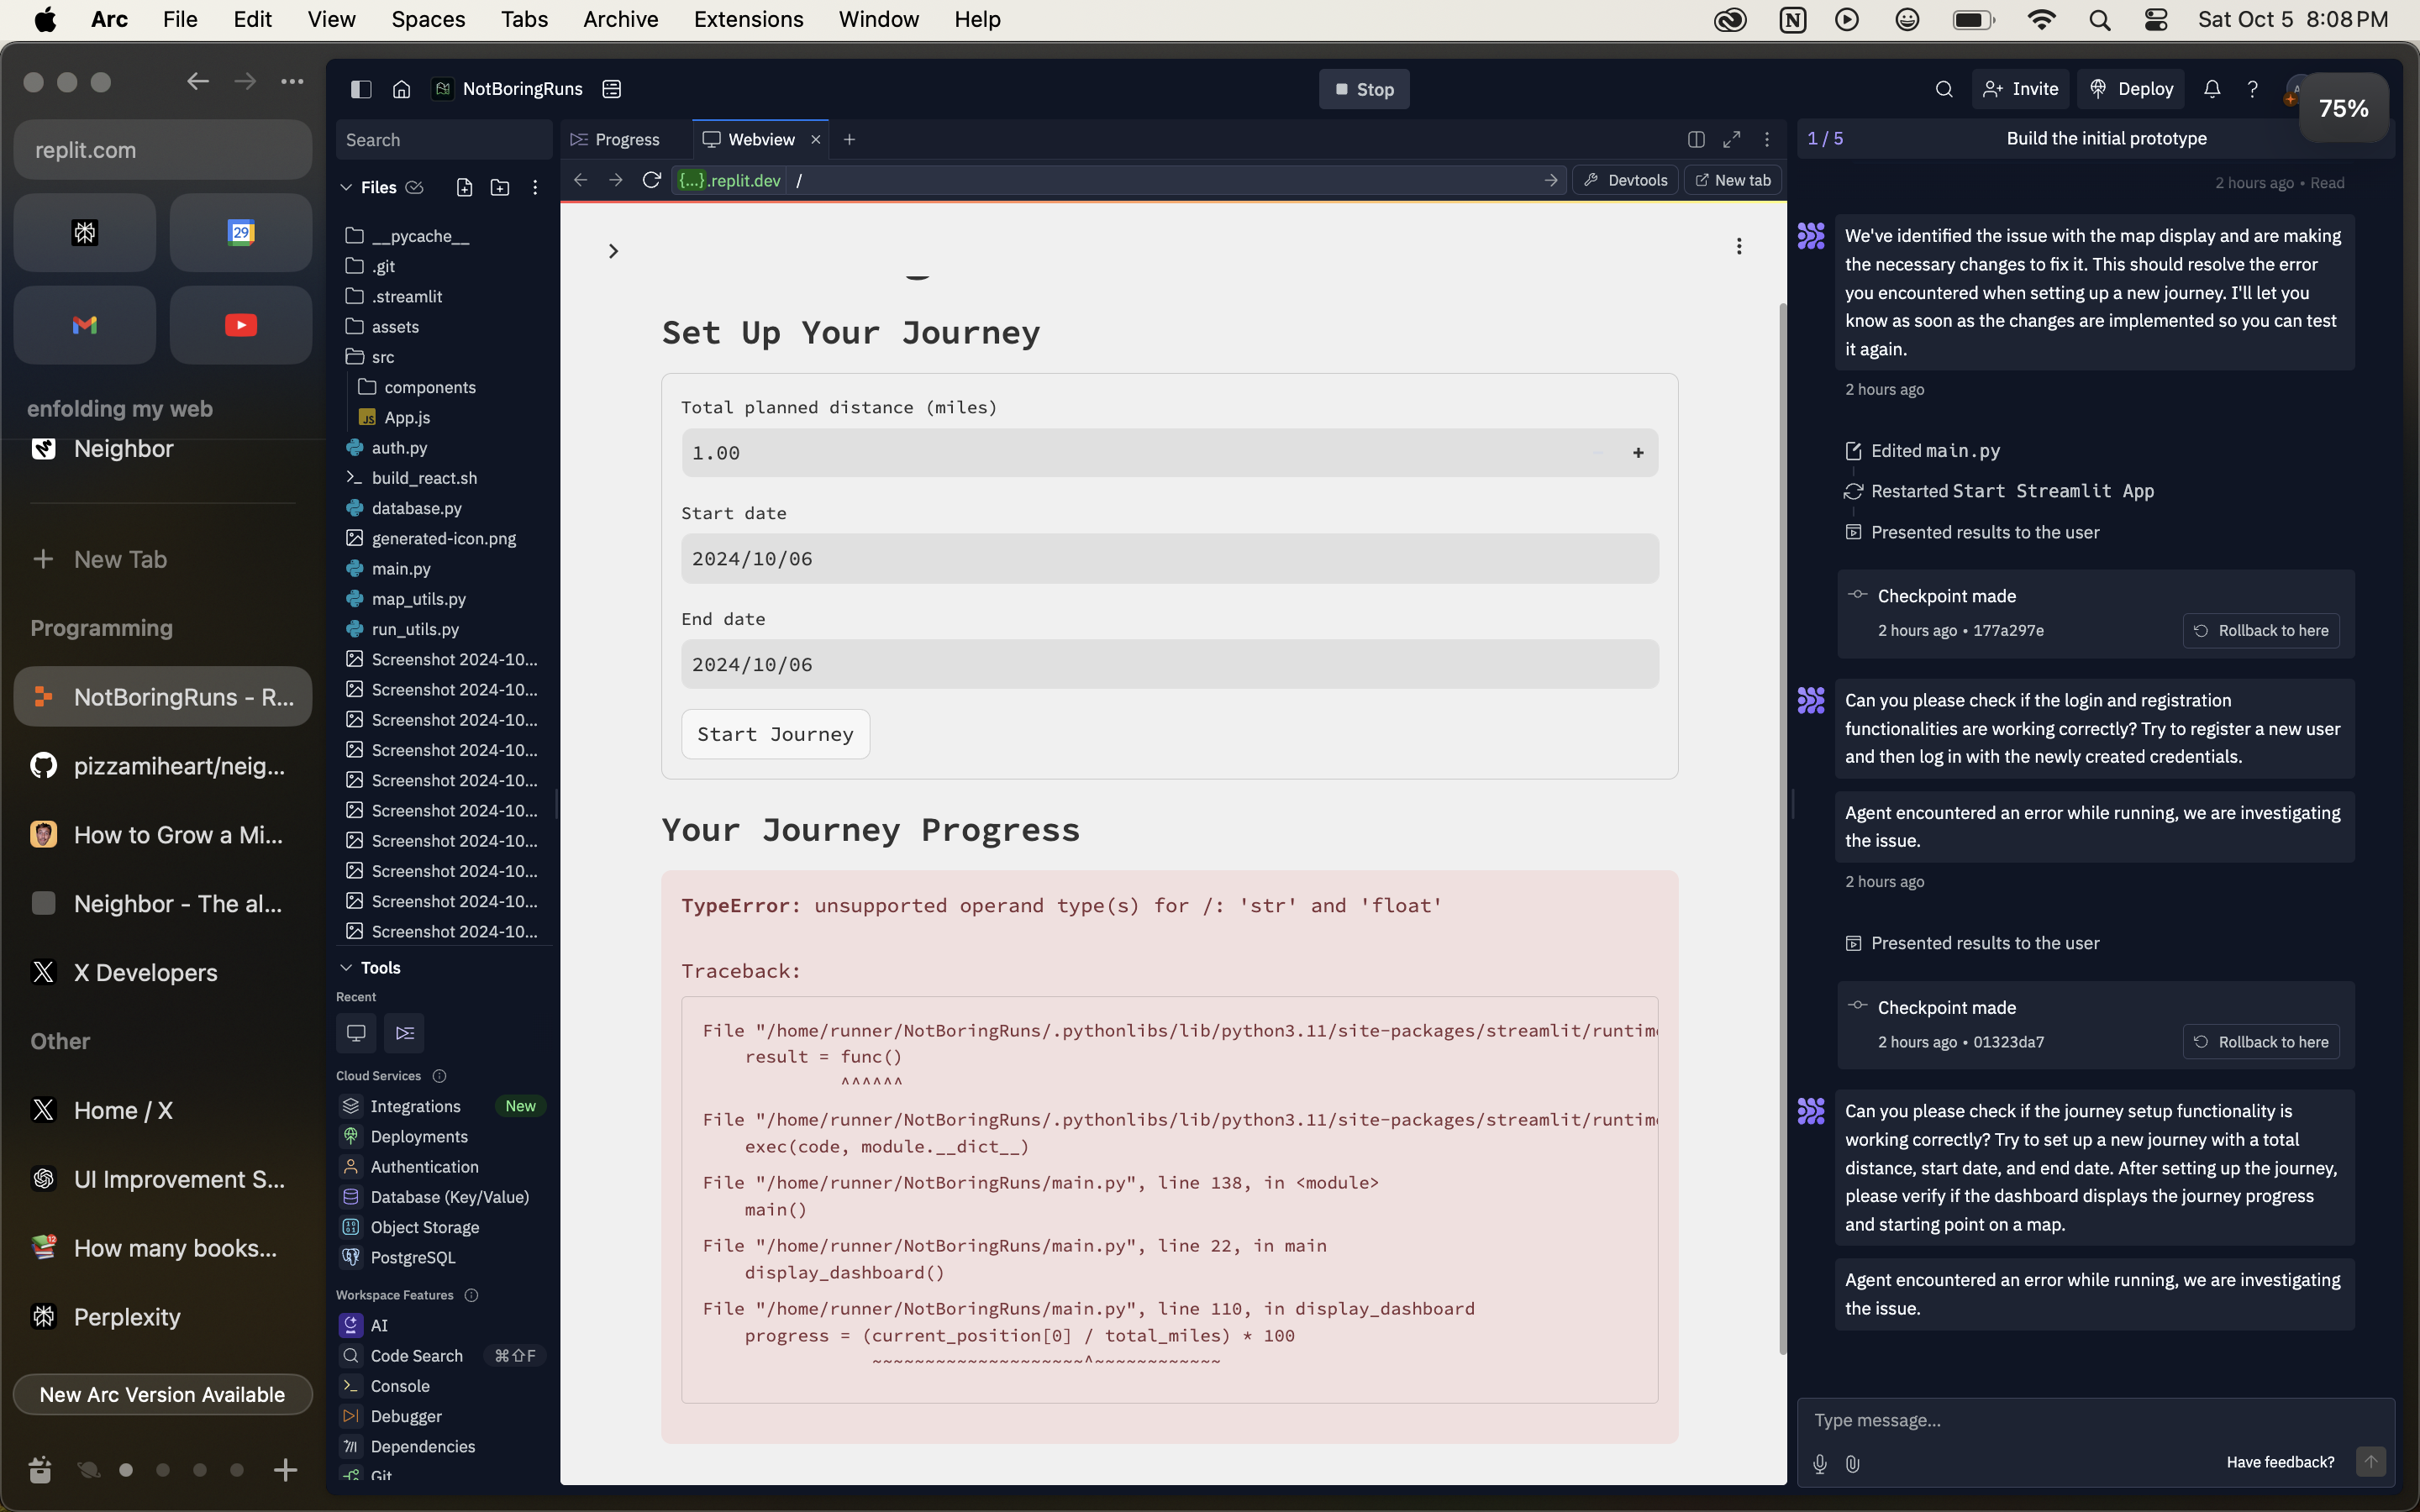 Arc File Edit View Spaces Tabs Archive Extensions Window Help
Sat Oct 5 8:08 PM
replit.com
29
enfolding my web
Neighbor
New Tab
Programming
NotBoringRuns - R...
pizzamiheart/neig...
How to Grow a Mi...
Neighbor - The al...
X Developers
Other
Home / X
UI Improvement S...
How many books...
Perplexity
New Arc Version Available
NotBoringRuns
Stop
Invite
Deploy
75%
Search
Files
__pycache__
.git
.streamlit
assets
src
components
JS App.js
auth.py
build_react.sh
database.py
generated-icon.png
main.py
map_utils.py
run_utils.py
Screenshot 2024-10...
Screenshot 2024-10...
Screenshot 2024-10...
Screenshot 2024-10...
Screenshot 2024-10...
Screenshot 2024-10...
Screenshot 2024-10...
Screenshot 2024-10...
Screenshot 2024-10...
Screenshot 2024-10...
Tools
Recent
Cloud Services
Integrations New
Deployments
Authentication
Database (Key/Value)
Object Storage
PostgreSQL
Workspace Features
AI
Code Search ⌘⇧F
Console
Debugger
Dependencies
Git
Progress
Webview
{...}.replit.dev /
Devtools
New tab
Set Up Your Journey
Total planned distance (miles)
1.00
Start date
2024/10/06
End date
2024/10/06
Start Journey
Your Journey Progress
TypeError: unsupported operand type(s) for /: 'str' and 'float'
Traceback:
File "/home/runner/NotBoringRuns/.pythonlibs/lib/python3.11/site-packages/streamlit/runtim
result = func()
^^^^^^
File "/home/runner/NotBoringRuns/.pythonlibs/lib/python3.11/site-packages/streamlit/runtim
exec(code, module.__dict__)
File "/home/runner/NotBoringRuns/main.py", line 138, in <module>
main()
File "/home/runner/NotBoringRuns/main.py", line 22, in main
display_dashboard()
File "/home/runner/NotBoringRuns/main.py", line 110, in display_dashboard
progress = (current_position[0] / total_miles) * 100
~~~~~~~~~~~~~~~~~~~~^~~~~~~~~~~~~
1 / 5
Build the initial prototype
2 hours ago • Read
We've identified the issue with the map display and are making
the necessary changes to fix it. This should resolve the error
you encountered when setting up a new journey. I'll let you
know as soon as the changes are implemented so you can test
it again.
2 hours ago
Edited main.py
Restarted Start Streamlit App
Presented results to the user
Checkpoint made
2 hours ago • 177a297e
Rollback to here
Can you please check if the login and registration
functionalities are working correctly? Try to register a new user
and then log in with the newly created credentials.
Agent encountered an error while running, we are investigating
the issue.
2 hours ago
Presented results to the user
Checkpoint made
2 hours ago • 01323da7
Rollback to here
Can you please check if the journey setup functionality is
working correctly? Try to set up a new journey with a total
distance, start date, and end date. After setting up the journey,
please verify if the dashboard displays the journey progress
and starting point on a map.
Agent encountered an error while running, we are investigating
the issue.
Type message...
Have feedback?